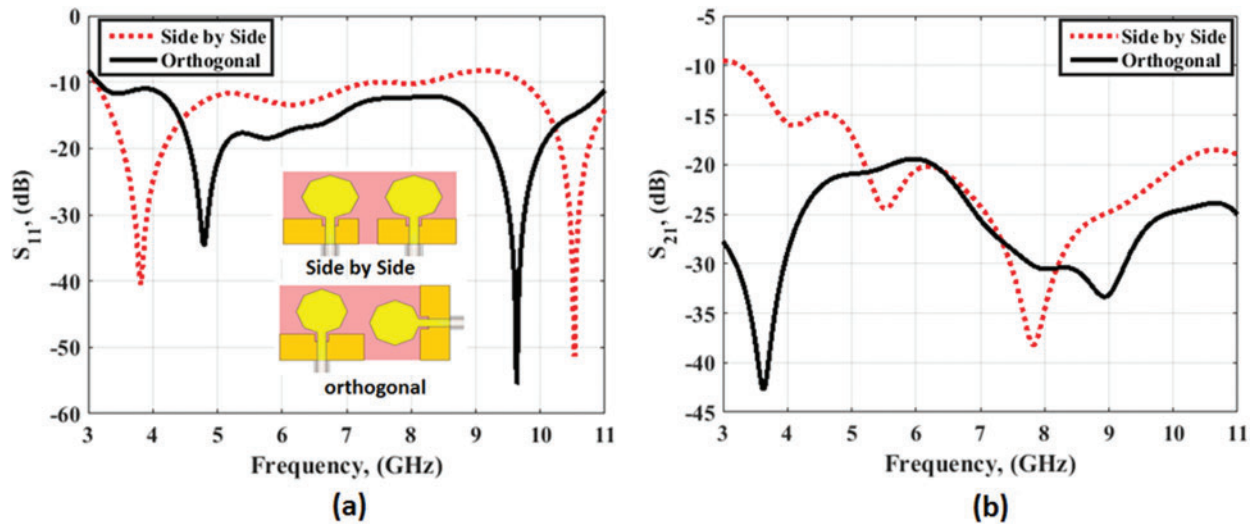 Side by Side
Orthogonal
S11, (dB)
0
-10
-20
-30
-40
-50
-60
3 4 5 6 7 8 9 10 11
Frequency, (GHz)
Side by Side
orthogonal
(a)
Side by Side
Orthogonal
S21, (dB)
-5
-10
-15
-20
-25
-30
-35
-40
-45
3 4 5 6 7 8 9 10 11
Frequency, (GHz)
(b)